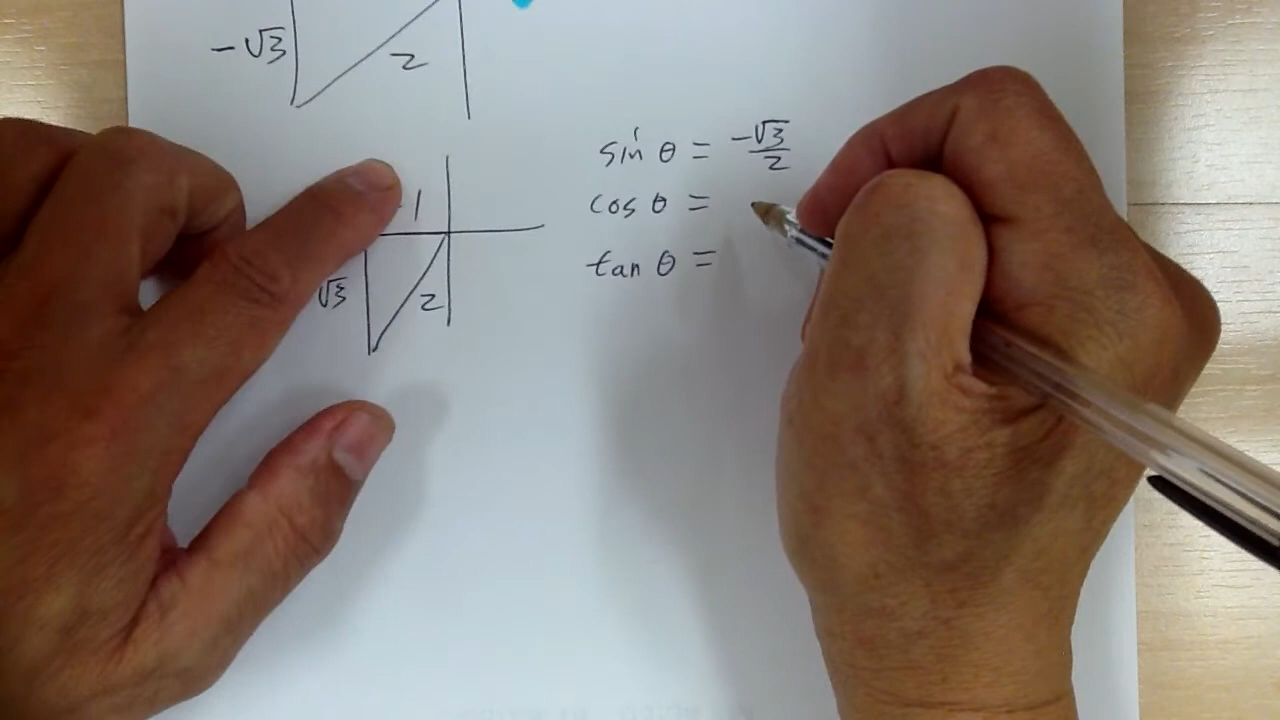 -√3
2
sin θ = -√3/2
1
cos θ =
√3
2
tan θ =